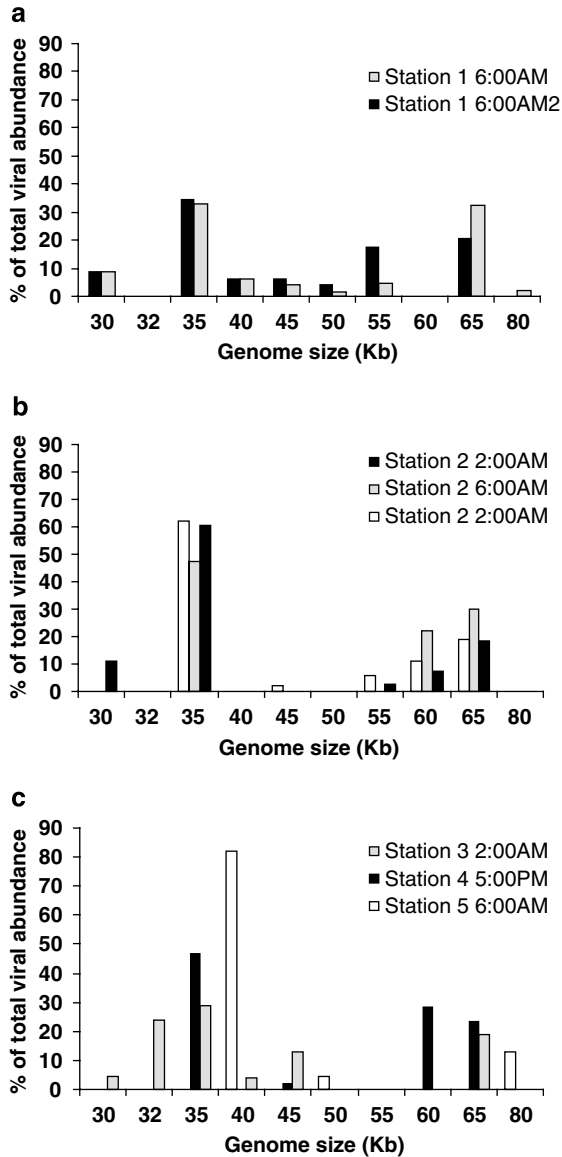 a
90
80
70
60
50
40
30
20
10
0
% of total viral abundance
Station 1 6:00AM
Station 1 6:00AM2
30 32 35 40 45 50 55 60 65 80
Genome size (Kb)
b
90
80
70
60
50
40
30
20
10
0
% of total viral abundance
Station 2 2:00AM
Station 2 6:00AM
Station 2 2:00AM
30 32 35 40 45 50 55 60 65 80
Genome size (Kb)
c
90
80
70
60
50
40
30
20
10
0
% of total viral abundance
Station 3 2:00AM
Station 4 5:00PM
Station 5 6:00AM
30 32 35 40 45 50 55 60 65 80
Genome size (Kb)